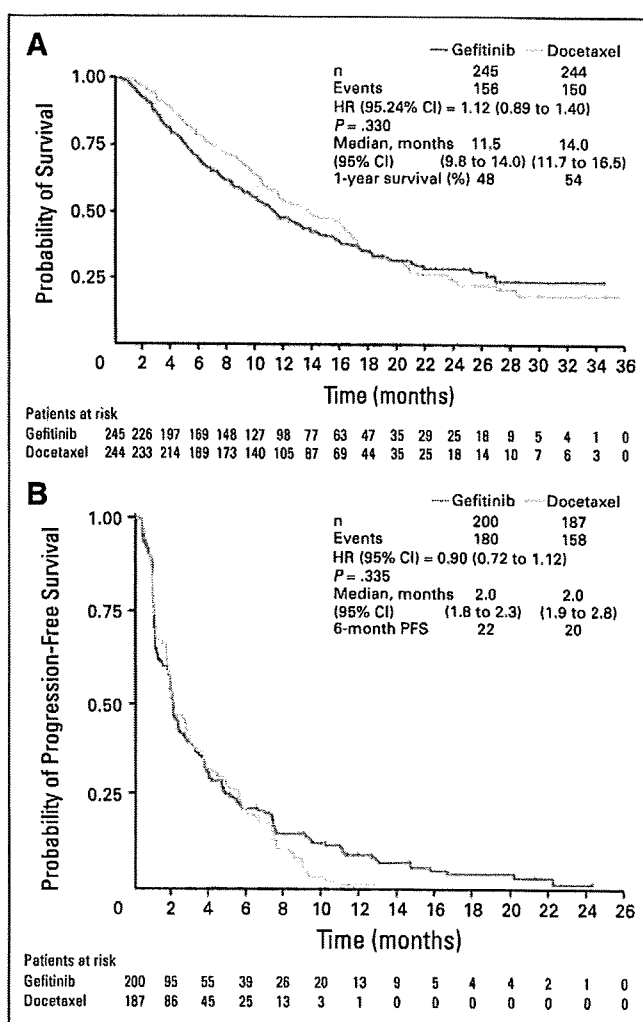 A
Gefitinib Docetaxel
n 245 244
Events 156 150
HR (95.24% CI) = 1.12 (0.89 to 1.40)
P = .330
Median, months 11.5 14.0
(95% CI) (9.8 to 14.0) (11.7 to 16.5)
1-year survival (%) 48 54
Probability of Survival
1.00
0.75
0.50
0.25
0 2 4 6 8 10 12 14 16 18 20 22 24 26 28 30 32 34 36
Time (months)
Patients at risk
Gefitinib 245 226 197 169 148 127 98 77 63 47 35 29 25 18 9 5 4 1 0
Docetaxel 244 233 214 189 173 140 105 87 69 44 35 25 18 14 10 7 6 3 0
B
Gefitinib Docetaxel
n 200 187
Events 180 158
HR (95% CI) = 0.90 (0.72 to 1.12)
P = .335
Median, months 2.0 2.0
(95% CI) (1.8 to 2.3) (1.9 to 2.8)
6-month PFS 22 20
Probability of Progression-Free Survival
1.00
0.75
0.50
0.25
0 2 4 6 8 10 12 14 16 18 20 22 24 26
Time (months)
Patients at risk
Gefitinib 200 95 55 39 26 20 13 9 5 4 4 2 1 0
Docetaxel 187 86 45 25 13 3 1 0 0 0 0 0 0 0